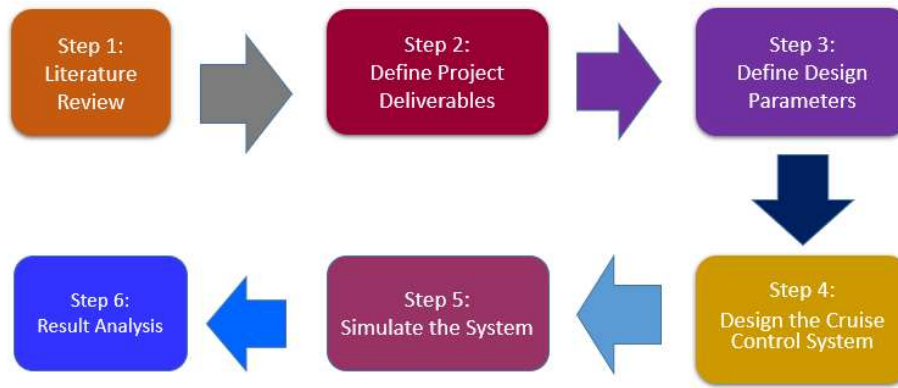 Step 1:
Literature
Review
Step 2:
Define Project
Deliverables
Step 3:
Define Design
Parameters
Step 4:
Design the Cruise
Control System
Step 5:
Simulate the System
Step 6:
Result Analysis